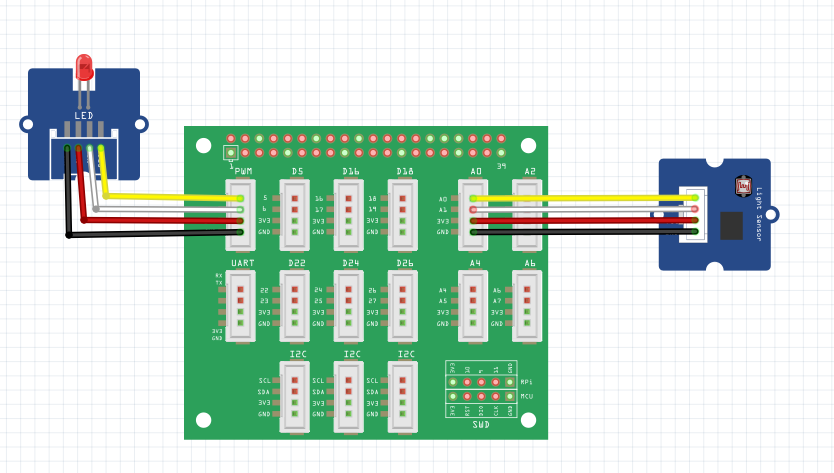 LED
1
39
PWM D5 D16 D18 A0 A2
5 16 18 A0
6 17 19 A1
3V3 3V3 3V3 3V3
GND GND GND GND
Light Sensor
UART D22 D24 D26 A4 A6
RX
TX
22 24 26 A4 A6
23 25 27 A5 A7
3V3 3V3 3V3 3V3 3V3
GND GND GND GND GND
3V3
GND
I2C I2C I2C
SCL SCL SCL
SDA SDA SDA
3V3 3V3 3V3
GND GND GND
3V3 10 9 11 GND
RPi
MCU
3V3 RST DIO CLK GND
SWD